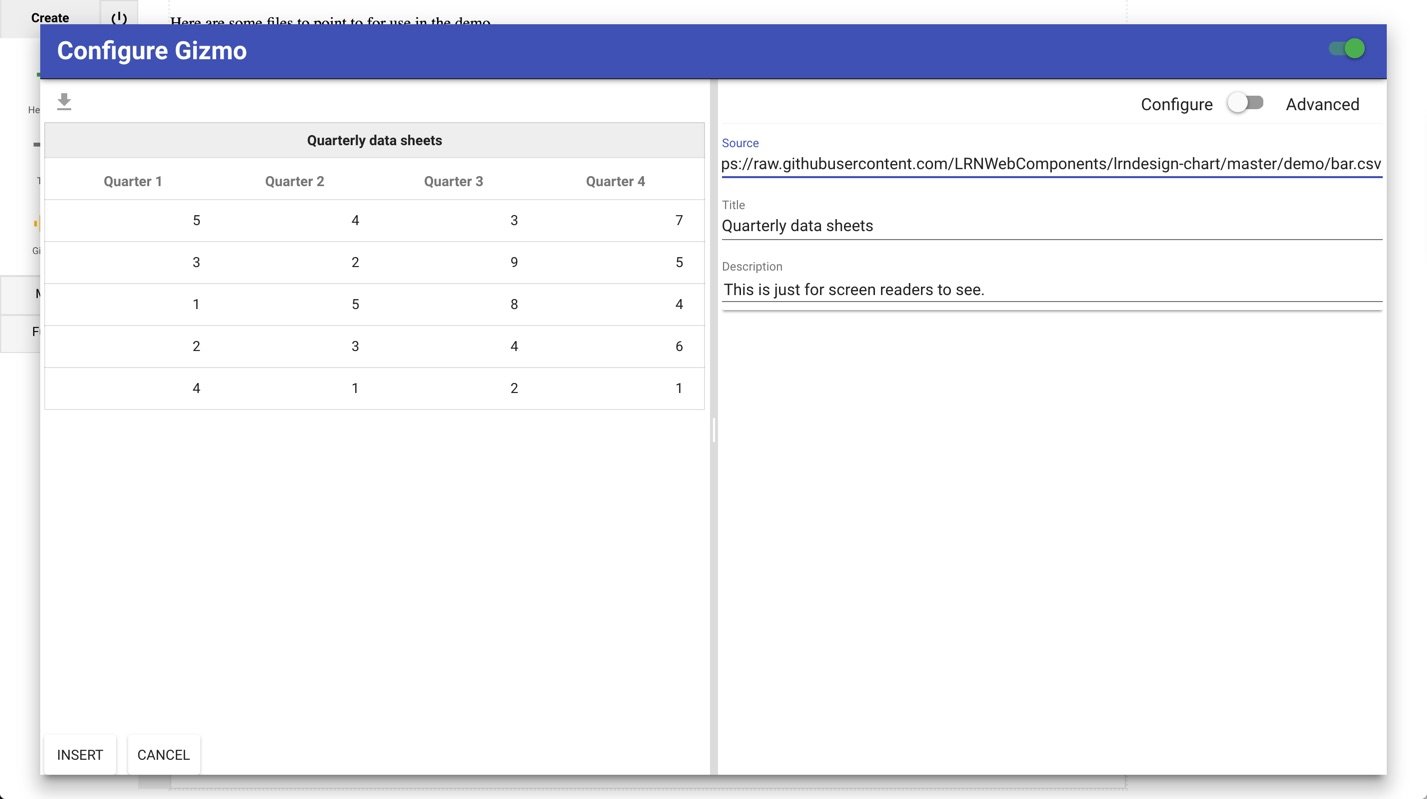 Create
Here are some files to point to for use in the demo
Configure Gizmo
He
Gi
F
Quarterly data sheets
Quarter 1 Quarter 2 Quarter 3 Quarter 4
5 4 3 7
3 2 9 5
1 5 8 4
2 3 4 6
4 1 2 1
INSERT CANCEL
Configure Advanced
Source
ps://raw.githubusercontent.com/LRNWebComponents/lrndesign-chart/master/demo/bar.csv
Title
Quarterly data sheets
Description
This is just for screen readers to see.